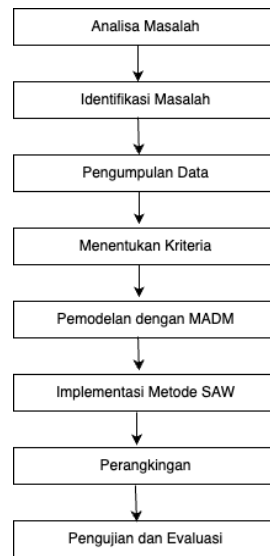 Analisa Masalah
Identifikasi Masalah
Pengumpulan Data
Menentukan Kriteria
Pemodelan dengan MADM
Implementasi Metode SAW
Perangkingan
Pengujian dan Evaluasi